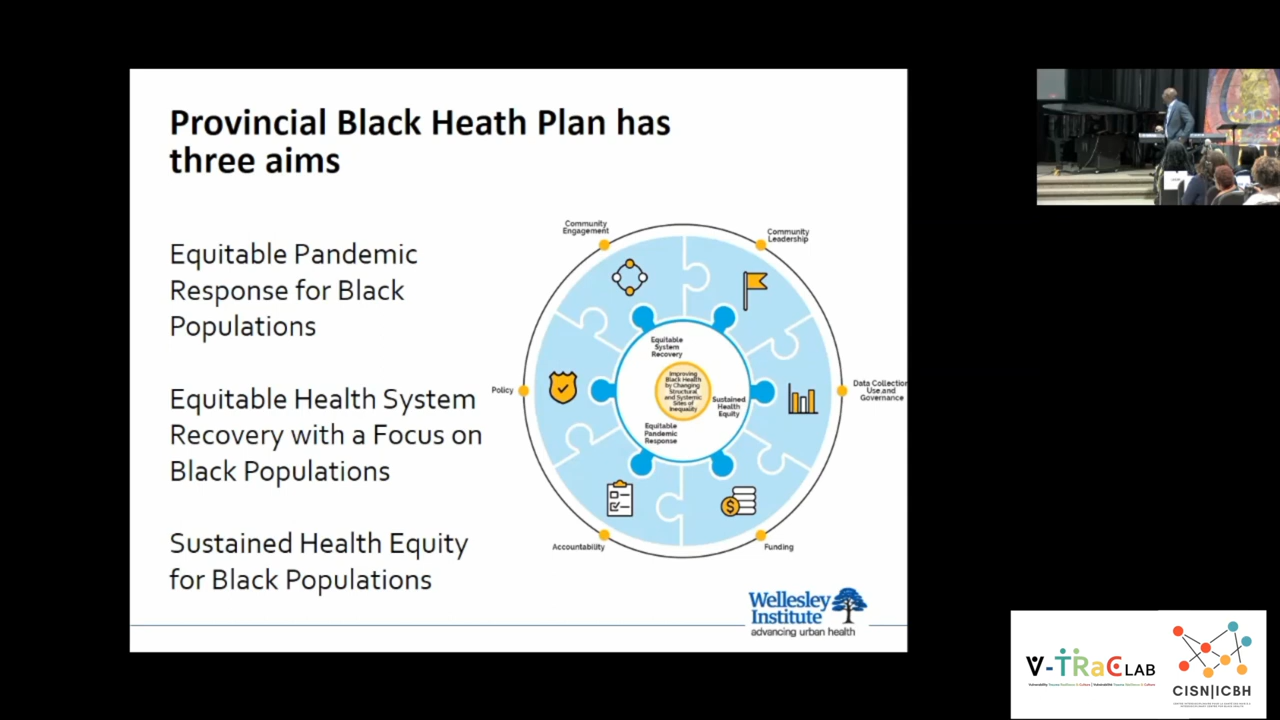 Provincial Black Heath Plan has
three aims
Equitable Pandemic
Response for Black
Populations
Equitable Health System
Recovery with a Focus on
Black Populations
Sustained Health Equity
for Black Populations
Community
Engagement
Community
Leadership
Policy
Data Collection
Use and
Governance
Accountability
Funding
Equitable
System
Recovery
Improving
Black Health
by Changing
Structural
and Systemic
Sites of
Inequality
Sustained
Health
Equity
Equitable
Pandemic
Response
Wellesley
Institute
advancing urban health
V-TRaC LAB
CISN|ICBH